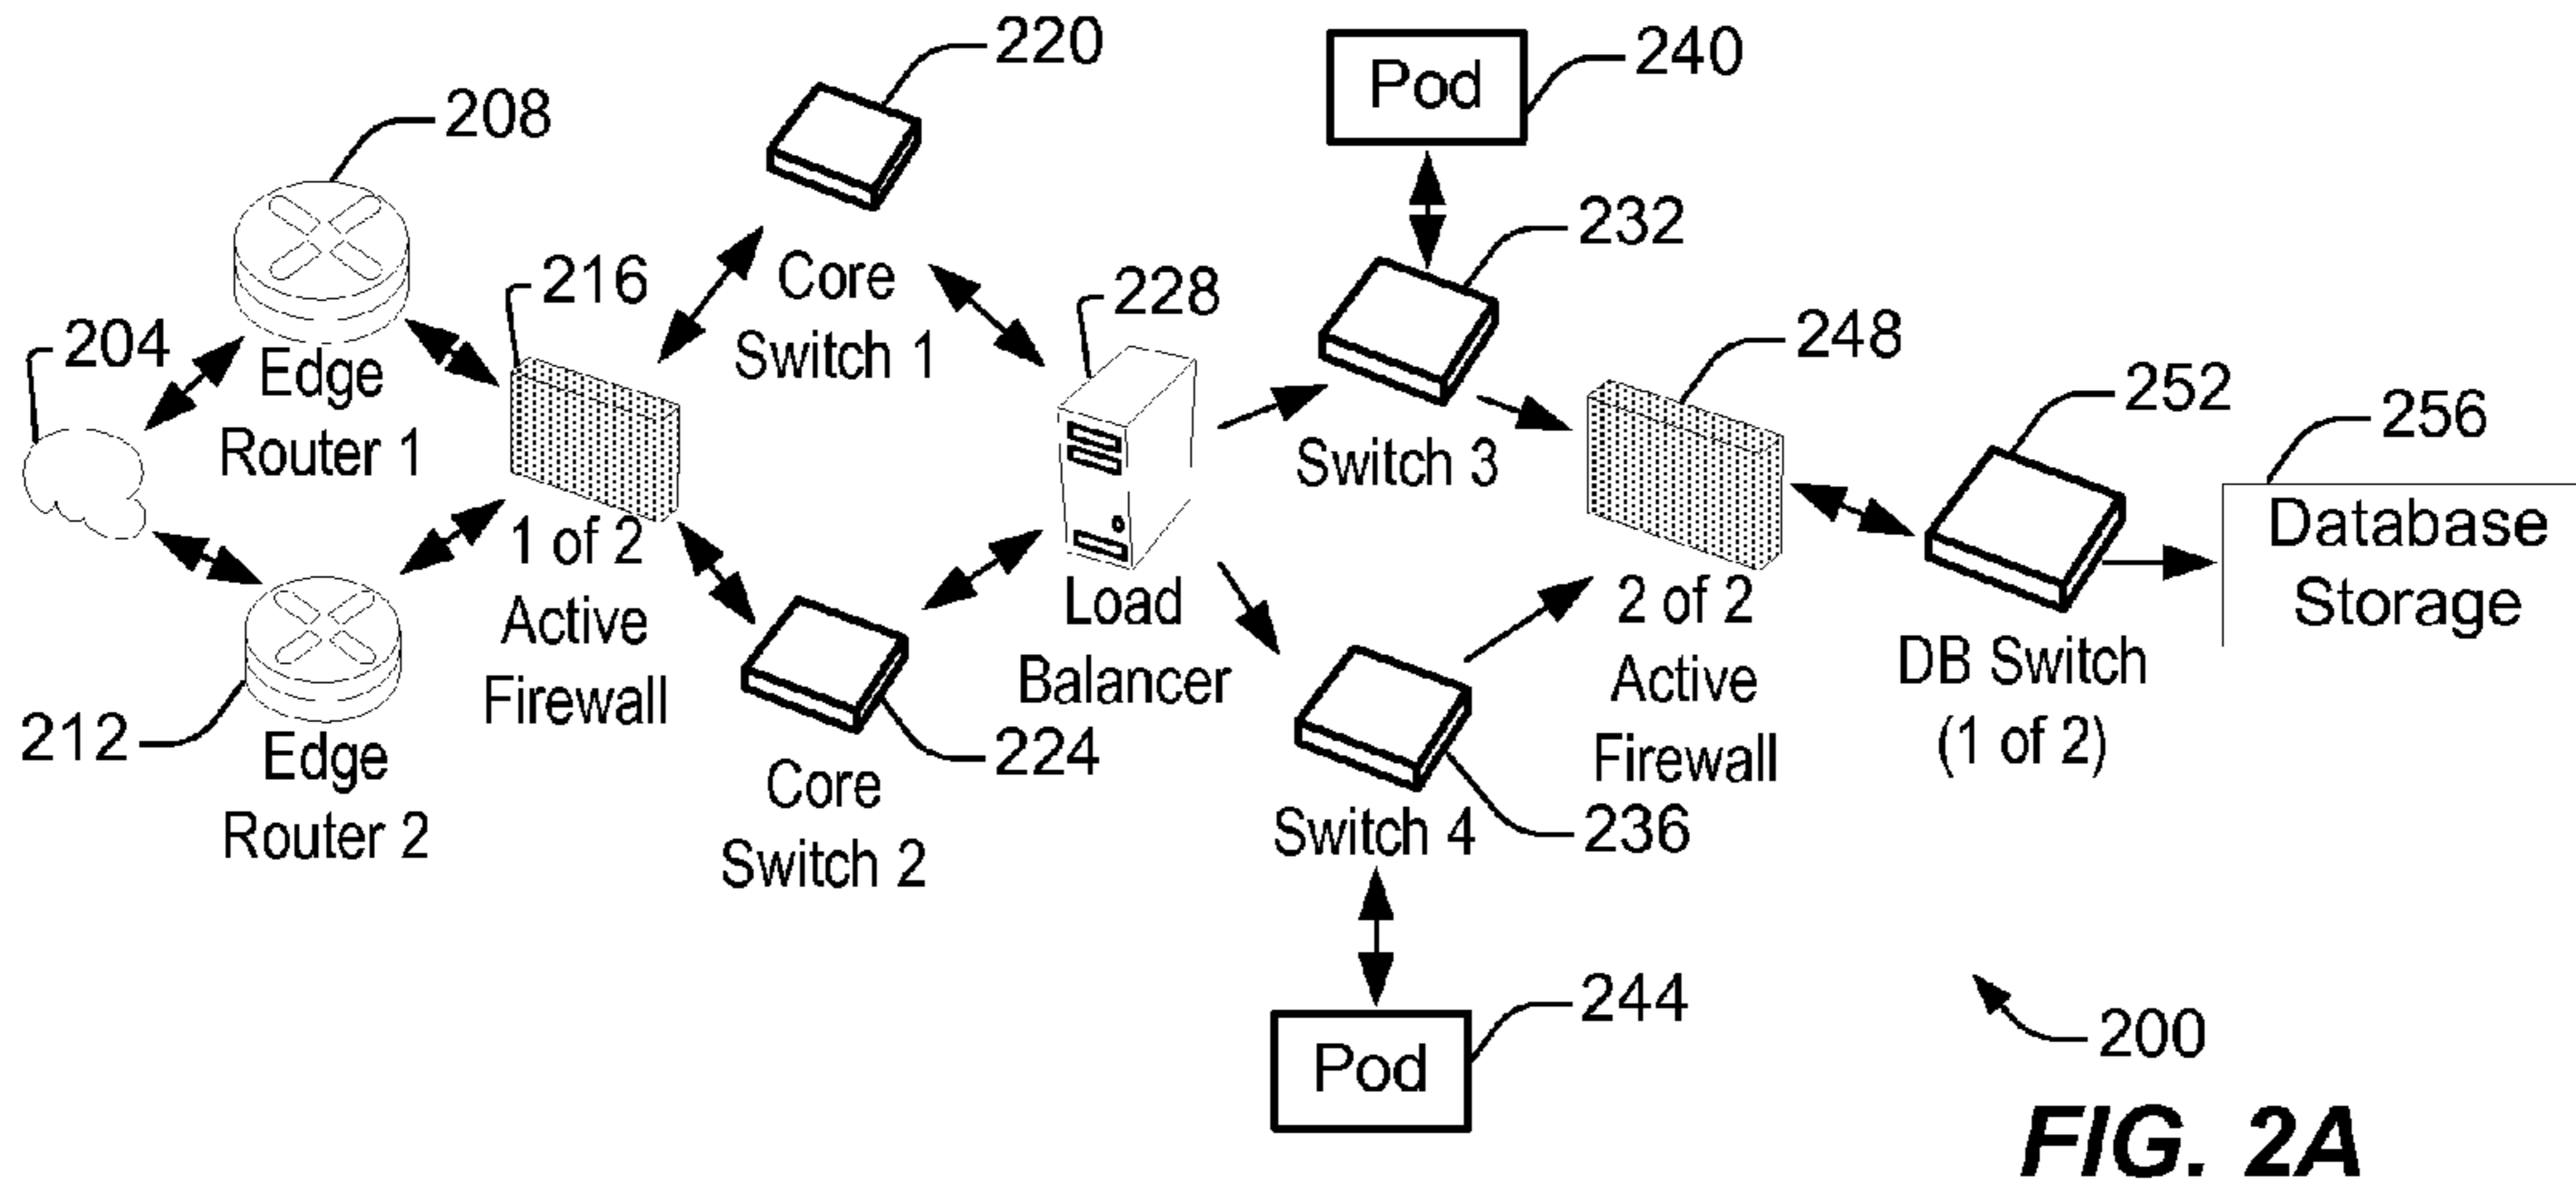 220
240
Pod
208
232
216
Core
Switch 1
228
204
248
Edge
Router 1
252
256
Switch 3
Database
Storage
1 of 2
Active
Firewall
Load
Balancer
2 of 2
Active
Firewall
DB Switch
(1 of 2)
212
Edge
Router 2
224
Core
Switch 2
Switch 4
236
244
Pod
200
FIG. 2A